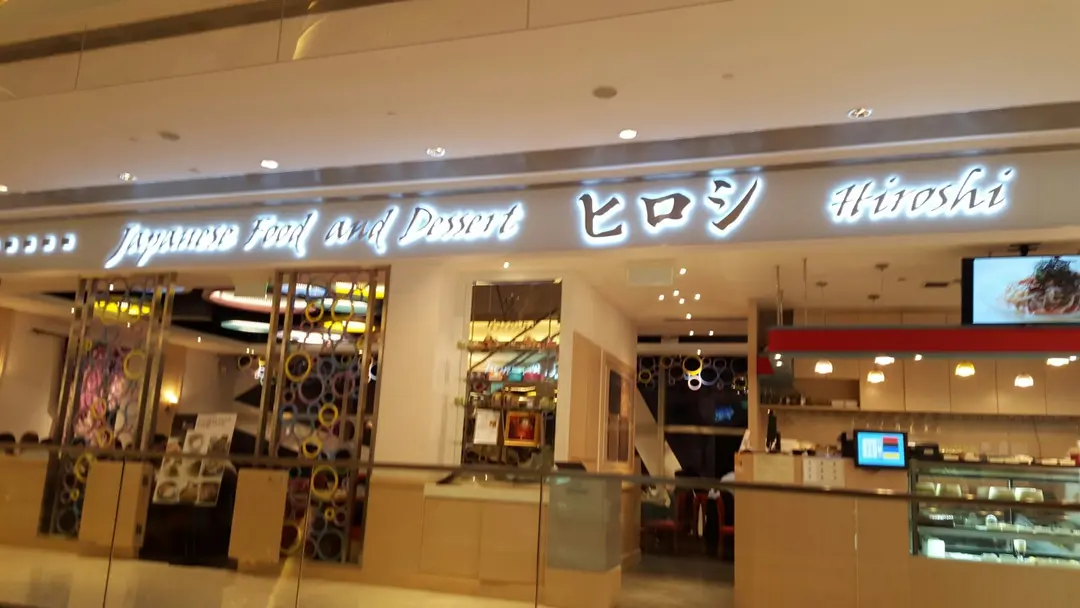 Japanese Food and Dessert ヒロシ Hiroshi